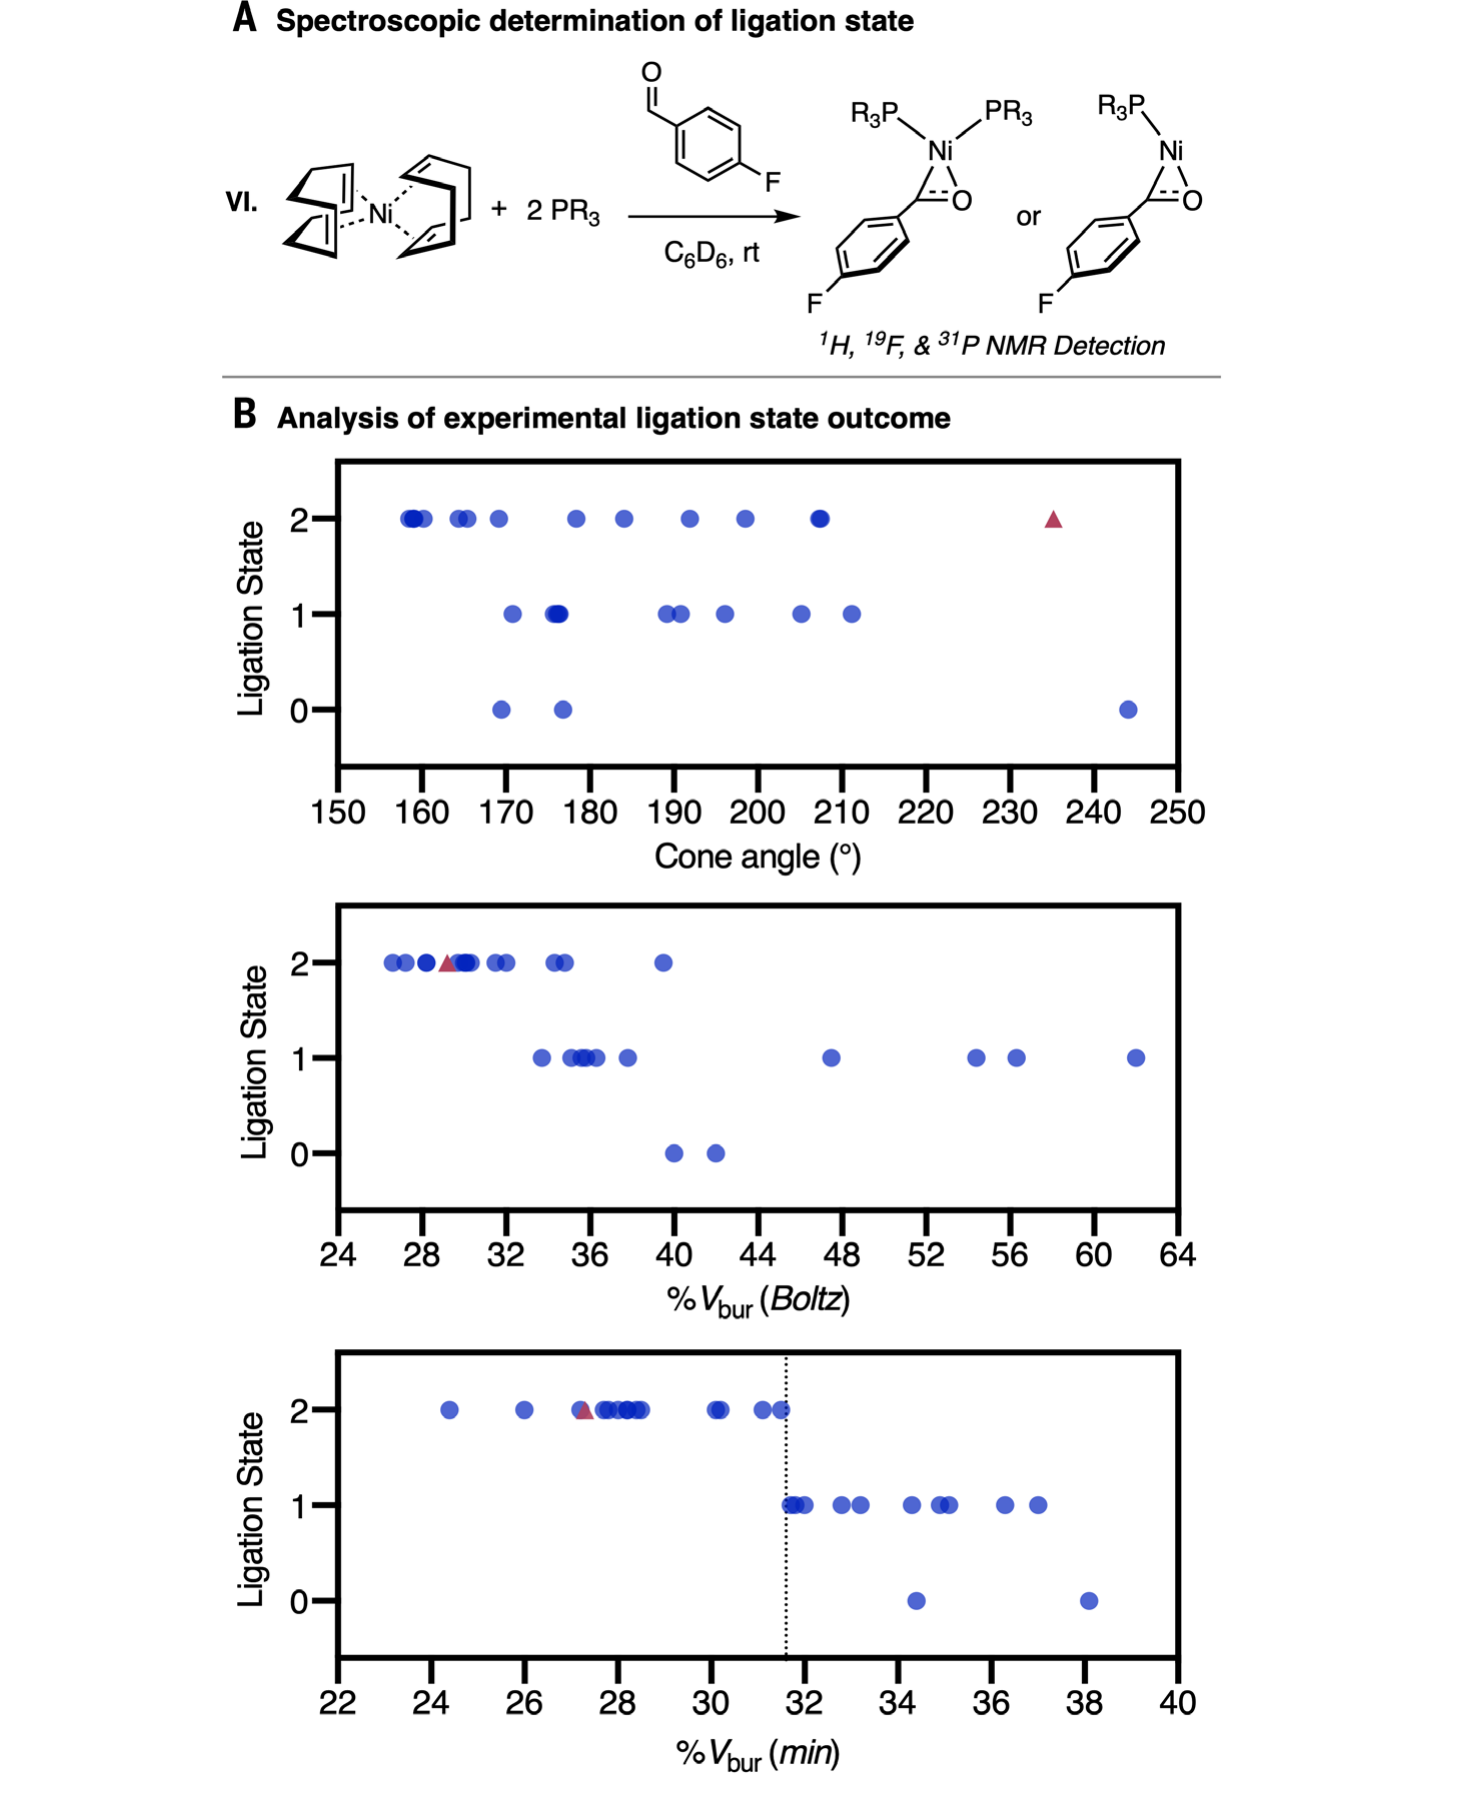 A Spectroscopic determination of ligation state
O
F
VI.
Ni
+ 2 PR₃
C₆D₆, rt
R₃P
PR₃
Ni
O
F
or
R₃P
Ni
O
F
¹H, ¹⁹F, & ³¹P NMR Detection
B Analysis of experimental ligation state outcome
Ligation State
2
1
0
150 160 170 180 190 200 210 220 230 240 250
Cone angle (°)
Ligation State
2
1
0
24 28 32 36 40 44 48 52 56 60 64
%V_bur (Boltz)
Ligation State
2
1
0
22 24 26 28 30 32 34 36 38 40
%V_bur (min)